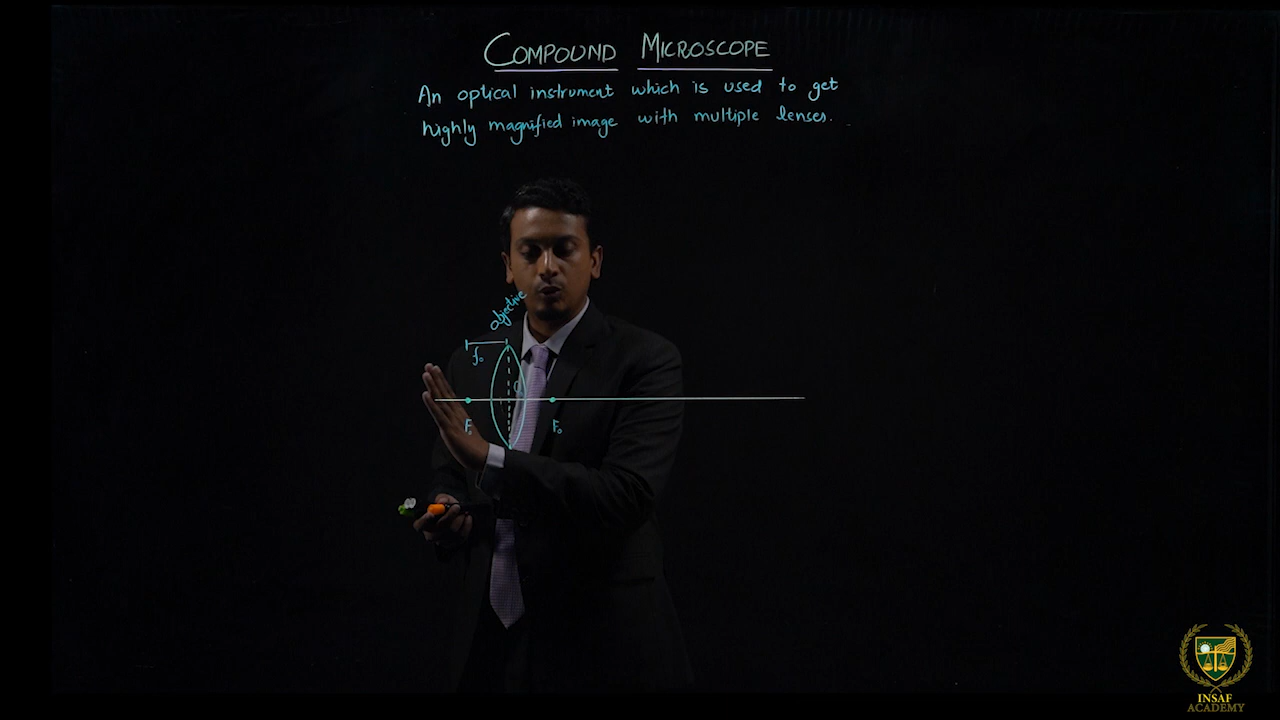 COMPOUND MICROSCOPE
An optical instrument which is used to get
highly magnified image with multiple lenses.
Objective
fo
Fo
Fo
INSAF
ACADEMY